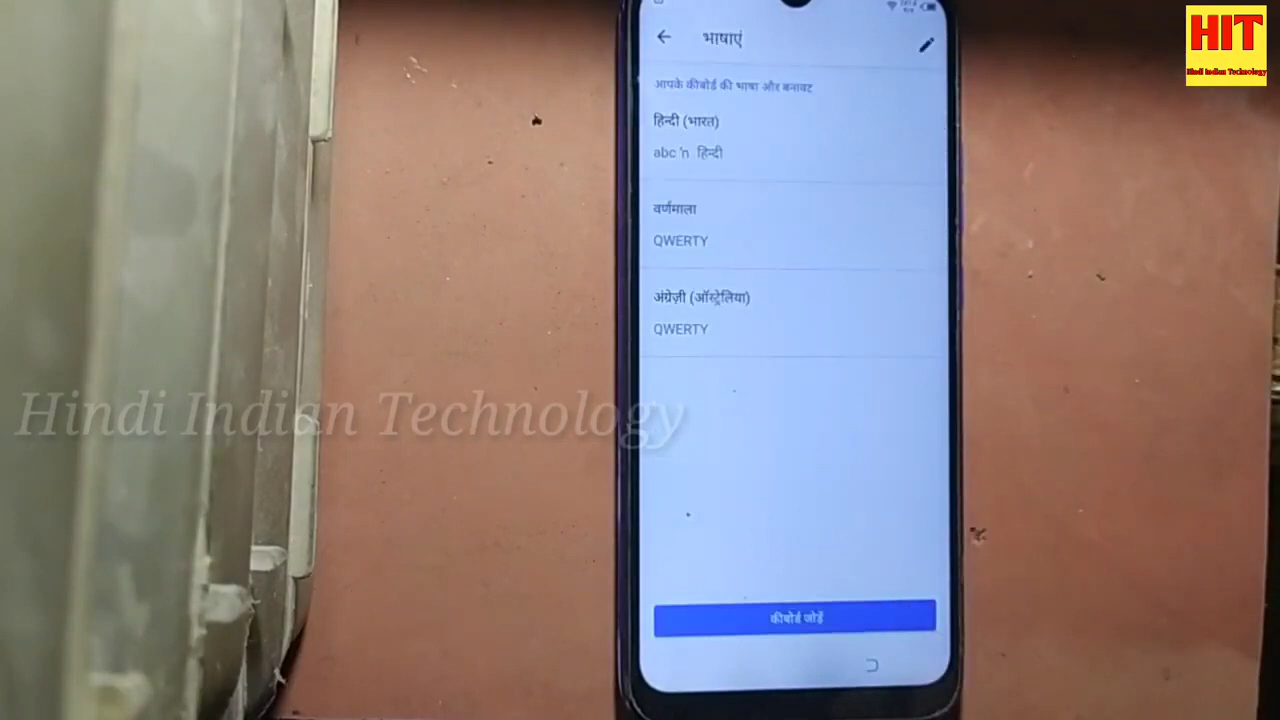 HIT
Hindi Indian Technology
भाषाएं
आपके कीबोर्ड की भाषा और बनावट
हिन्दी (भारत)
abc 'n हिन्दी
वर्णमाला
QWERTY
अंग्रेज़ी (ऑस्ट्रेलिया)
QWERTY
Hindi Indian Technology
कीबोर्ड जोड़ें